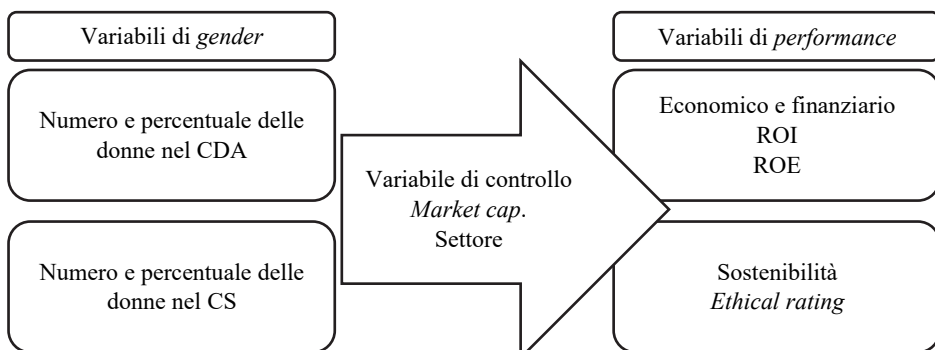 Variabili di gender
Numero e percentuale delle
donne nel CDA
Numero e percentuale delle
donne nel CS
Variabile di controllo
Market cap.
Settore
Variabili di performance
Economico e finanziario
ROI
ROE
Sostenibilità
Ethical rating